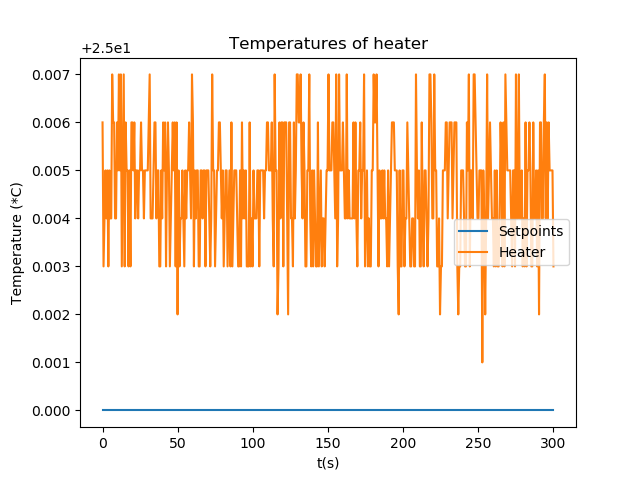 Temperatures of heater
+2.5e1
0.007
0.006
0.005
0.004
0.003
0.002
0.001
0.000
Temperature (*C)
Setpoints
Heater
0 50 100 150 200 250 300
t(s)